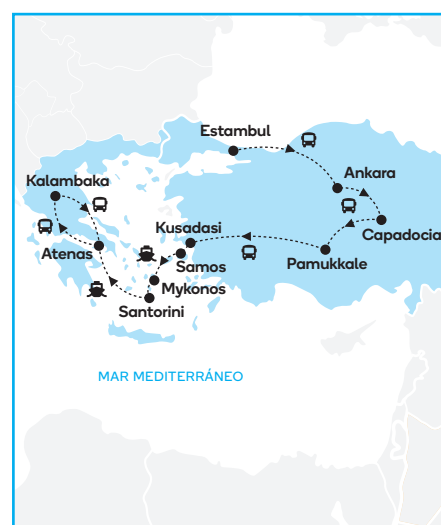 Estambul
Ankara
Kalambaka
Kusadasi
Capadocia
Atenas
Samos
Pamukkale
Mykonos
Santorini
MAR MEDITERRÁNEO